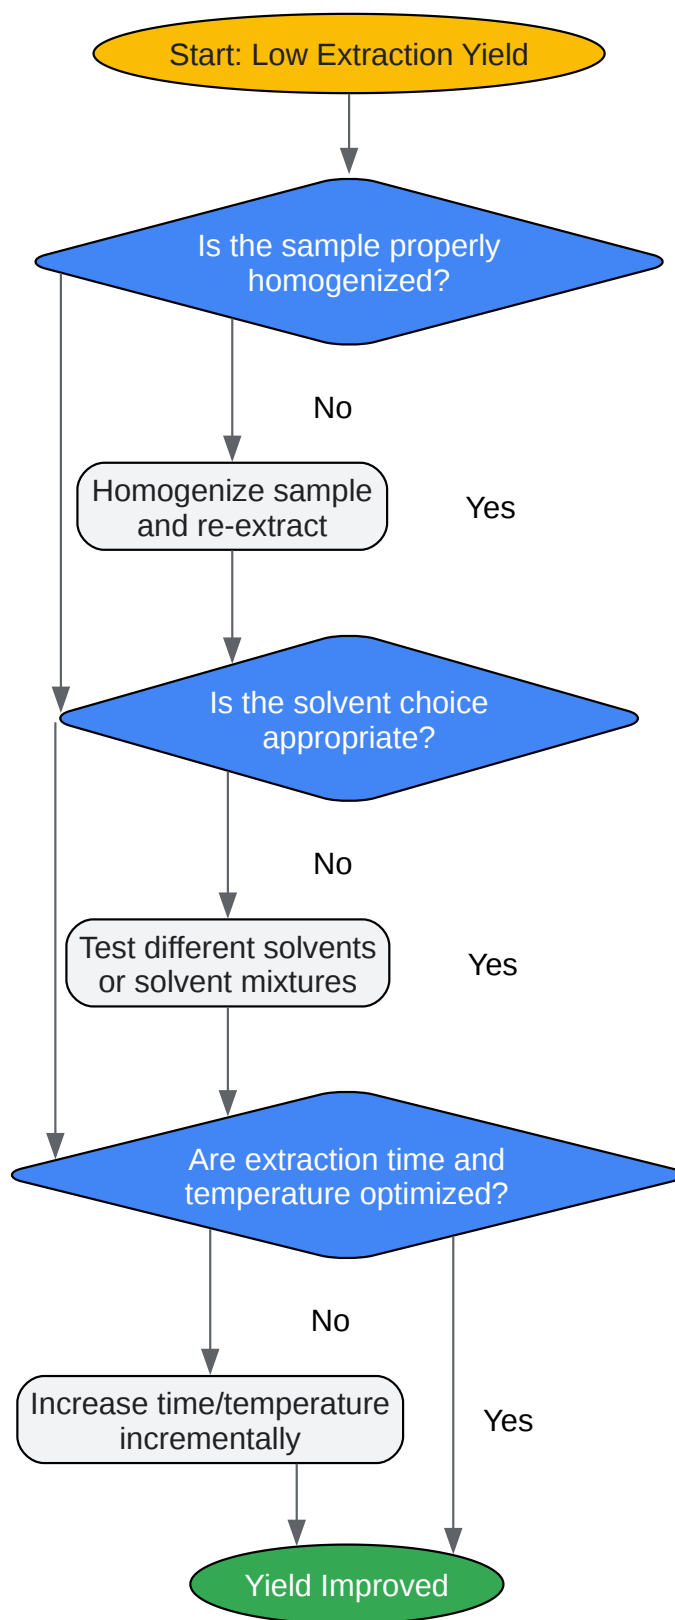 Start: Low Extraction Yield
Is the sample properly
homogenized?
No
Homogenize sample
and re-extract
Yes
Is the solvent choice
appropriate?
No
Test different solvents
or solvent mixtures
Yes
Are extraction time and
temperature optimized?
No
Increase time/temperature
incrementally
Yes
Yield Improved